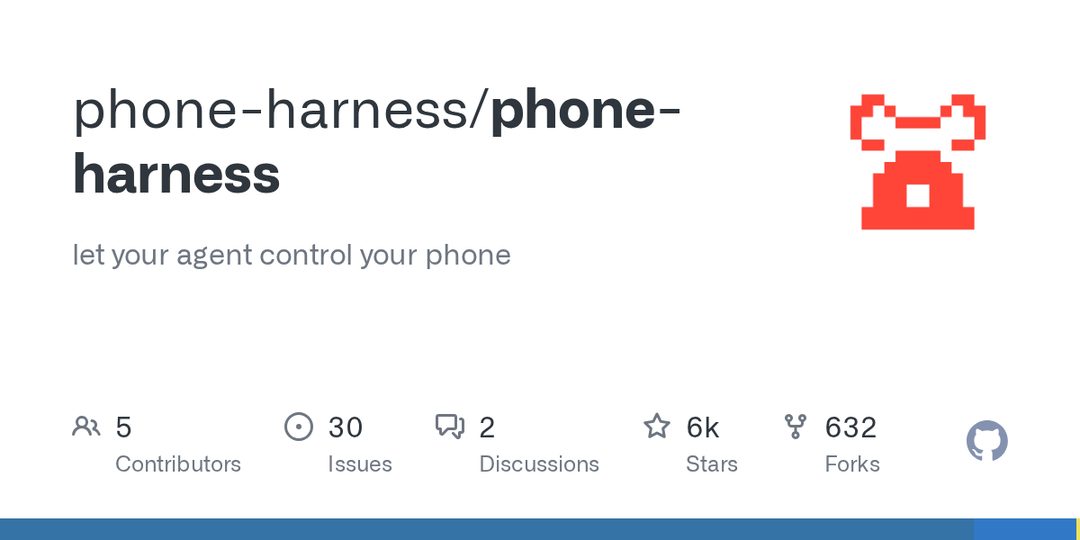 phone-harness/phone-
harness
let your agent control your phone
5
Contributors
30
Issues
2
Discussions
6k
Stars
632
Forks